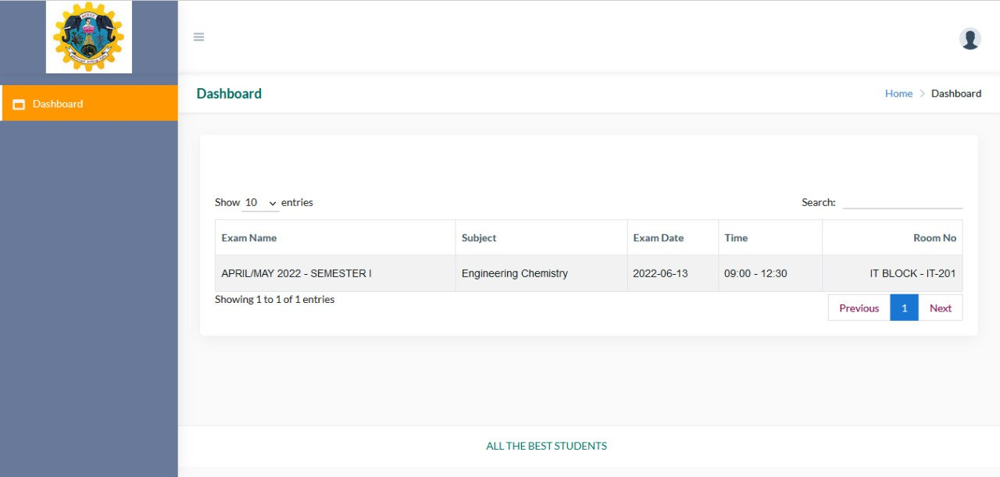 Dashboard
Dashboard
Home > Dashboard
Show 10 entries
Search:
Exam Name Subject Exam Date Time Room No
APRIL/MAY 2022 - SEMESTER I Engineering Chemistry 2022-06-13 09:00 - 12:30 IT BLOCK - IT-201
Showing 1 to 1 of 1 entries
Previous 1 Next
ALL THE BEST STUDENTS